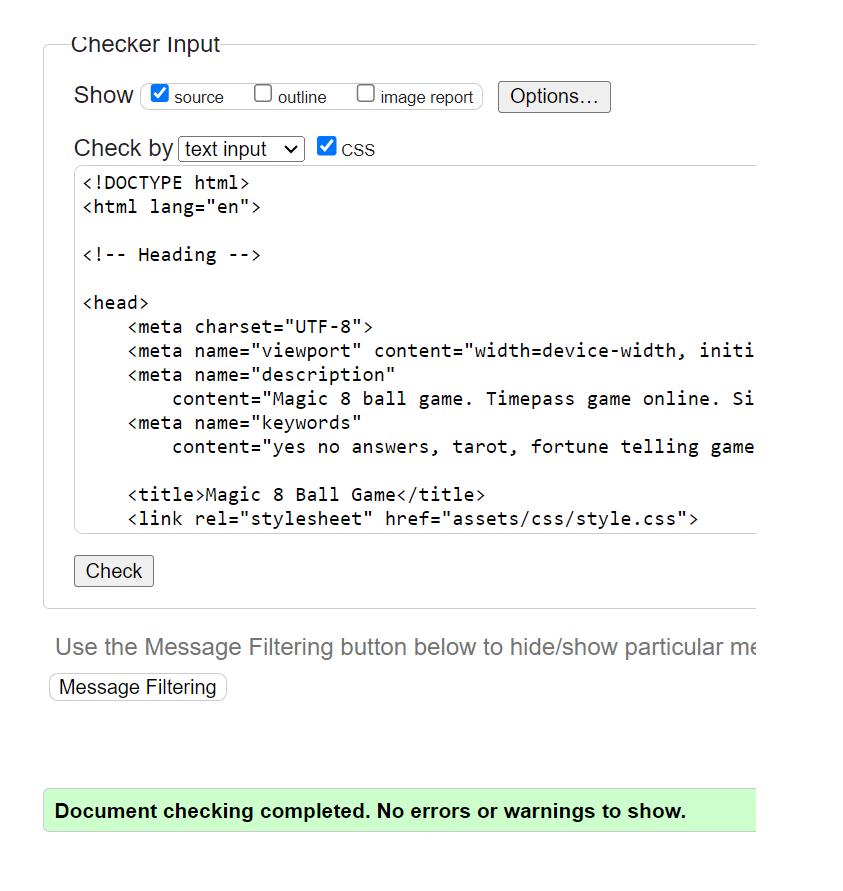 Checker Input
Show source outline image report Options...
Check by text input CSS
<!DOCTYPE html>
<html lang="en">
<!-- Heading -->
<head>
<meta charset="UTF-8">
<meta name="viewport" content="width=device-width, initi
<meta name="description"
content="Magic 8 ball game. Timepass game online. Si
<meta name="keywords"
content="yes no answers, tarot, fortune telling game
<title>Magic 8 Ball Game</title>
<link rel="stylesheet" href="assets/css/style.css">
Check
Use the Message Filtering button below to hide/show particular me
Message Filtering
Document checking completed. No errors or warnings to show.